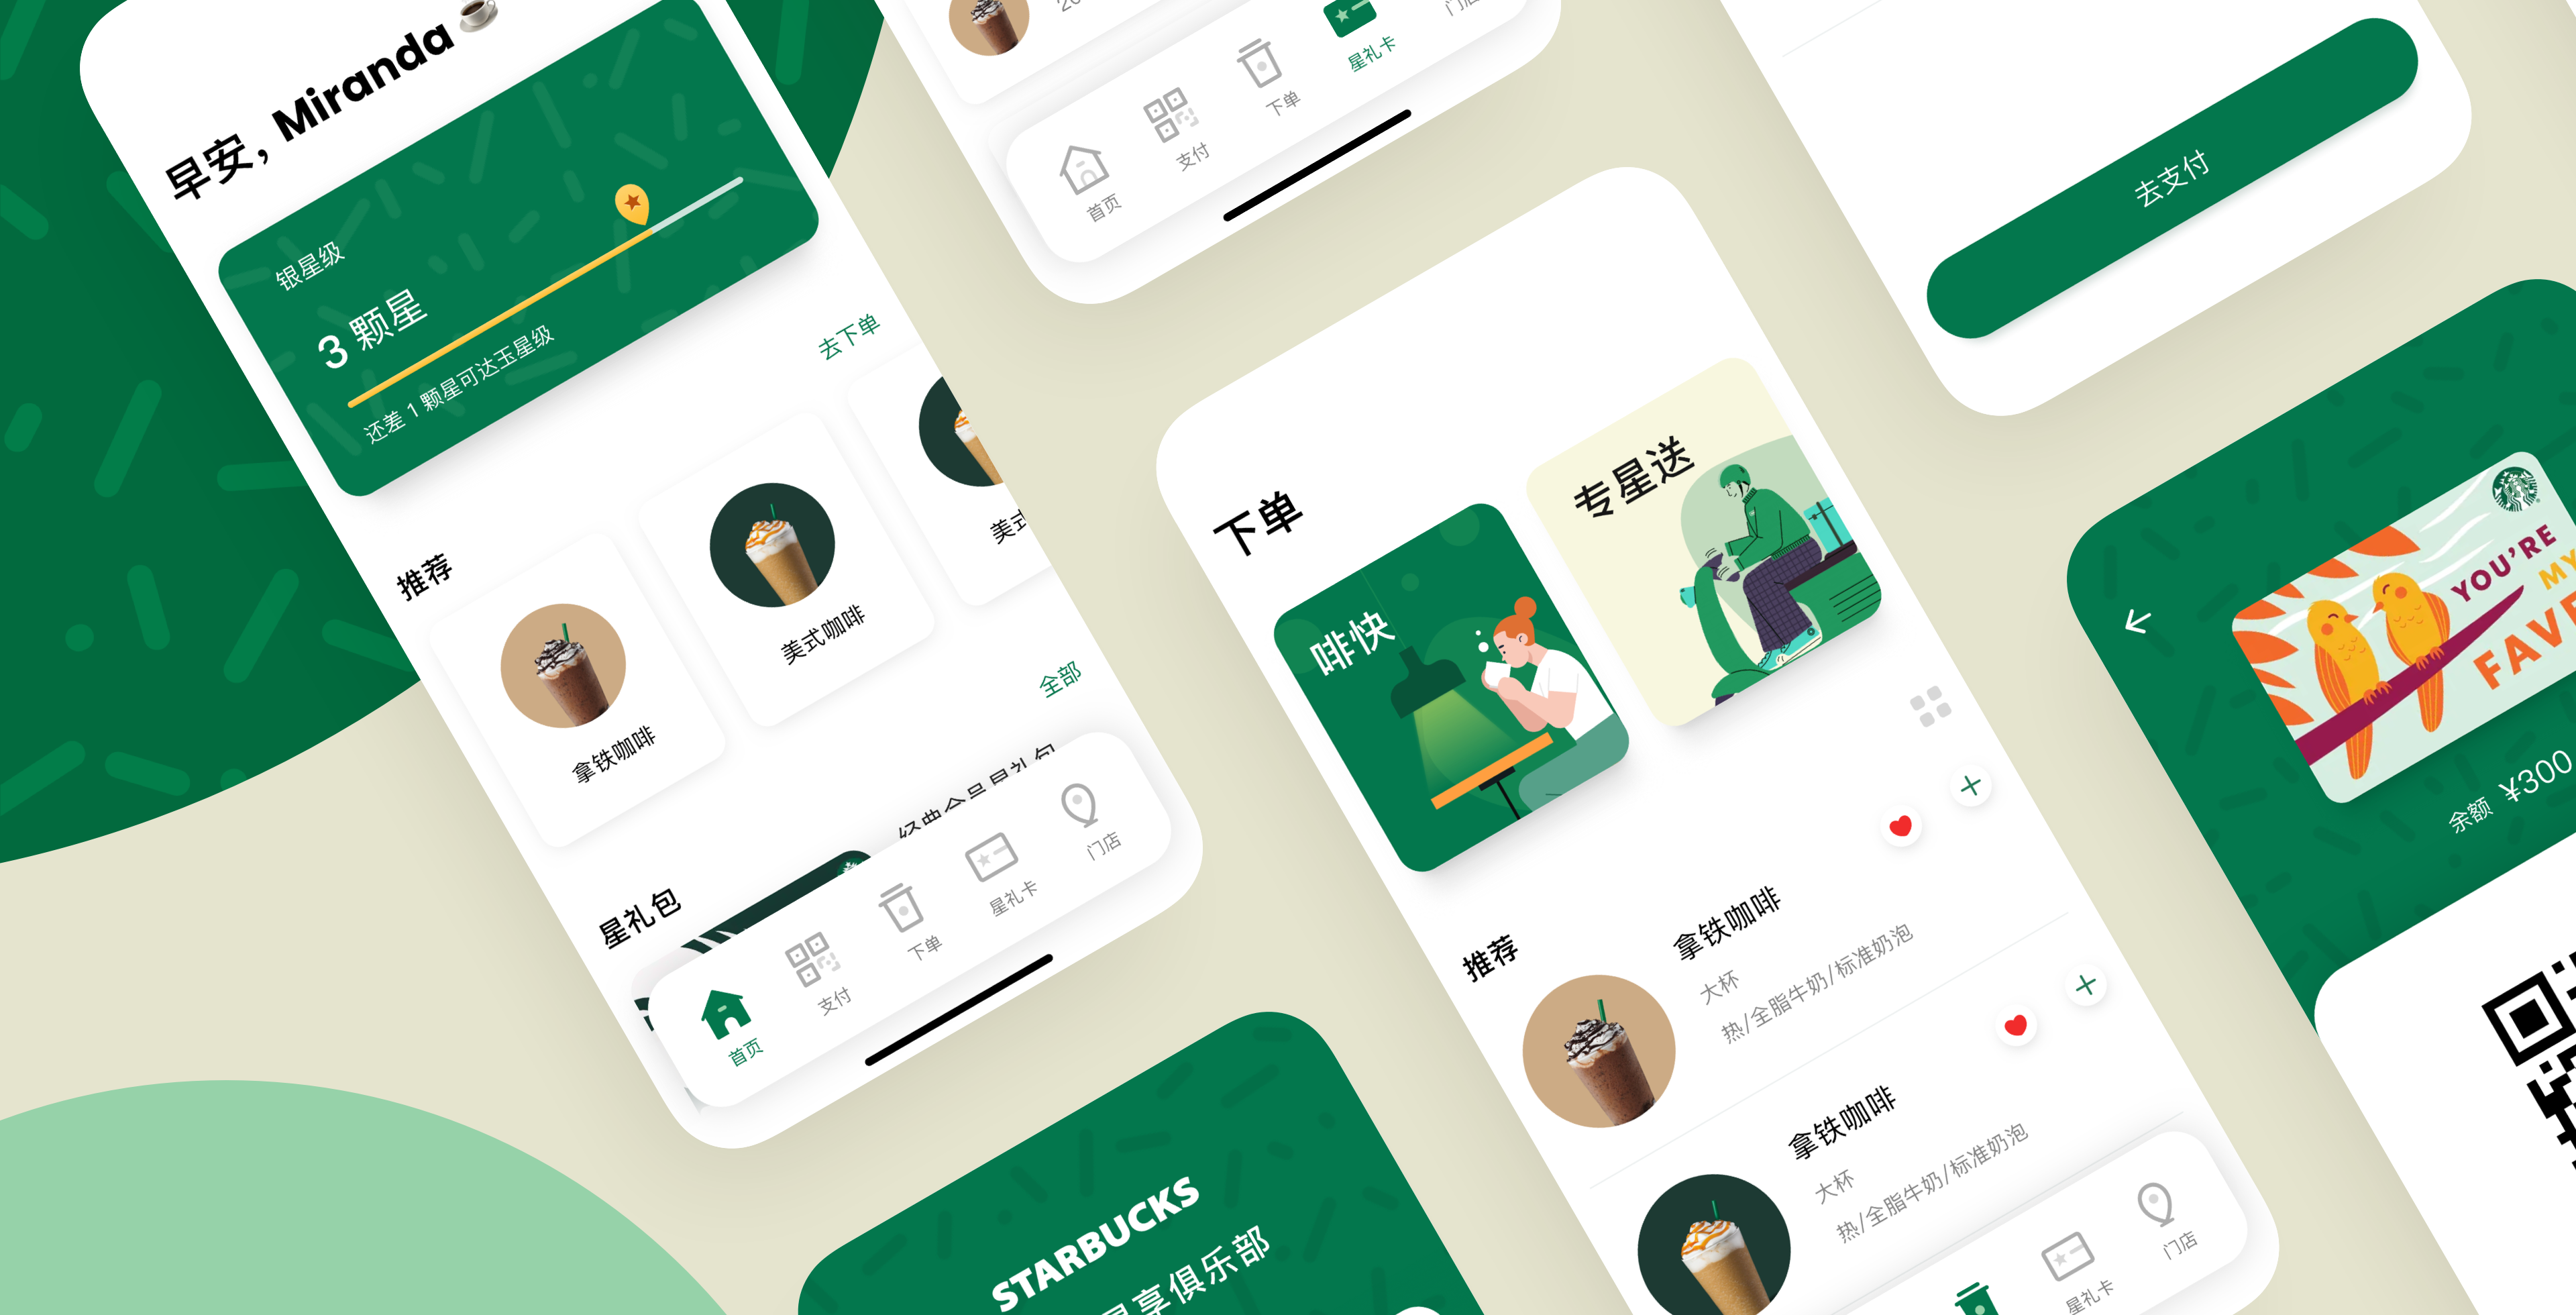 早安，Miranda
银星级
3 颗星
还差 1 颗星可达玉星级
去下单
推荐
拿铁咖啡
美式咖啡
美式
全部
星礼包
经典会员星礼包
首页
支付
下单
星礼卡
门店
首页
支付
下单
星礼卡
门店
下单
啡快
专星送
推荐
拿铁咖啡
大杯
热/全脂牛奶/标准奶泡
拿铁咖啡
大杯
热/全脂牛奶/标准奶泡
星礼卡
门店
STARBUCKS
星享俱乐部
去支付
YOU'RE
MY
FAV
余额 ¥300